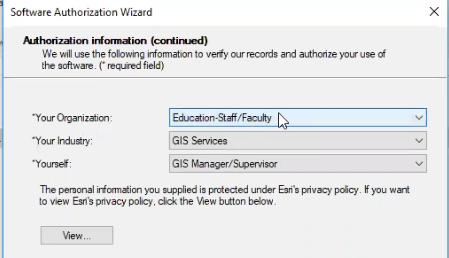 Software Authorization Wizard
Authorization information (continued)
We will use the following information to verify our records and authorize your use
of the software. (* required field)
*Your Organization: Education-Staff/Faculty
*Your Industry: GIS Services
*Yourself: GIS Manager/Supervisor
The personal information you supplied is protected under Esri's privacy policy. If you want
to view Esri's privacy policy, click the View button below.
View...